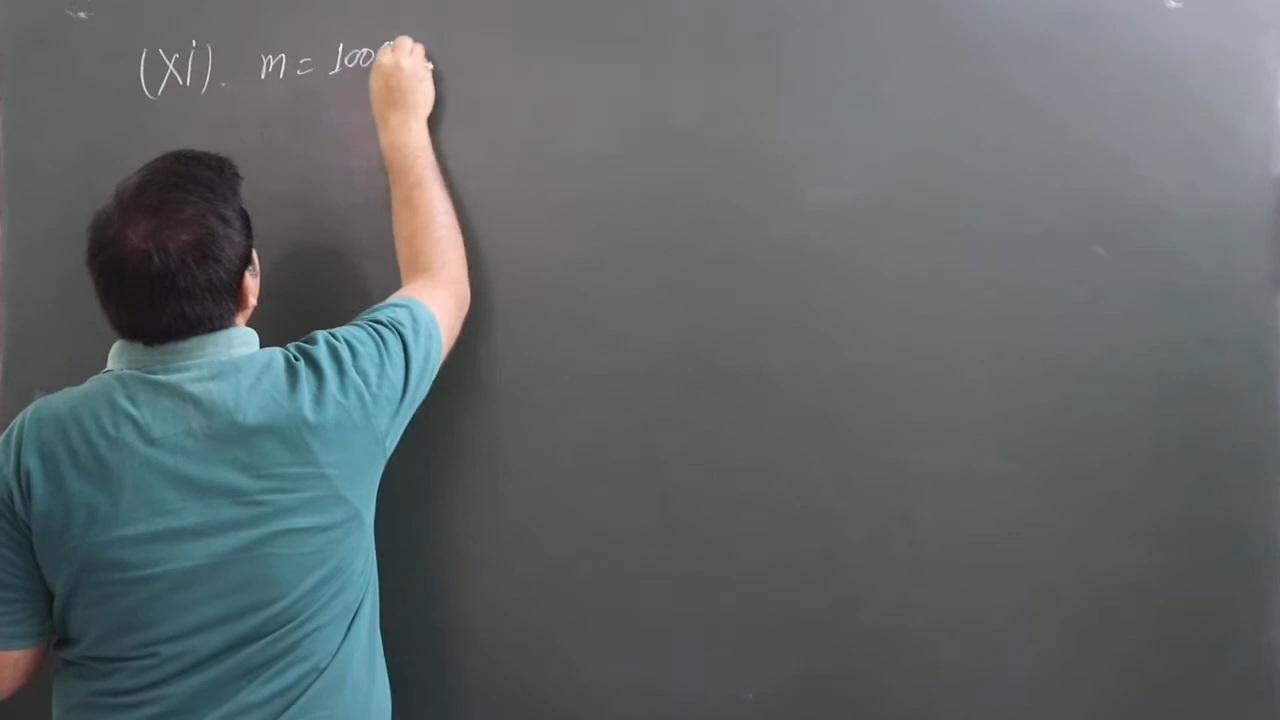 (xi). m = 100